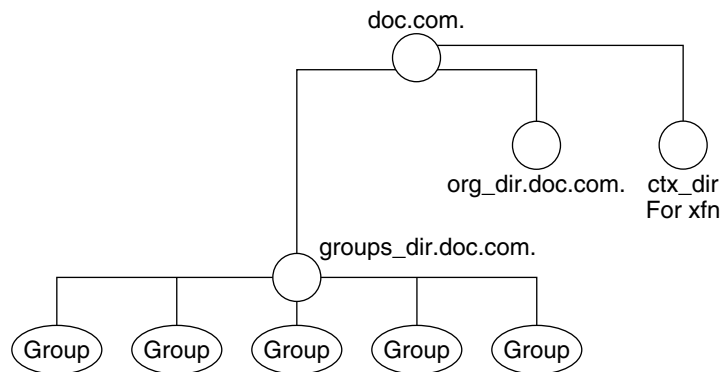 doc.com.
org_dir.doc.com.
ctx_dir
For xfn
groups_dir.doc.com.
Group
Group
Group
Group
Group